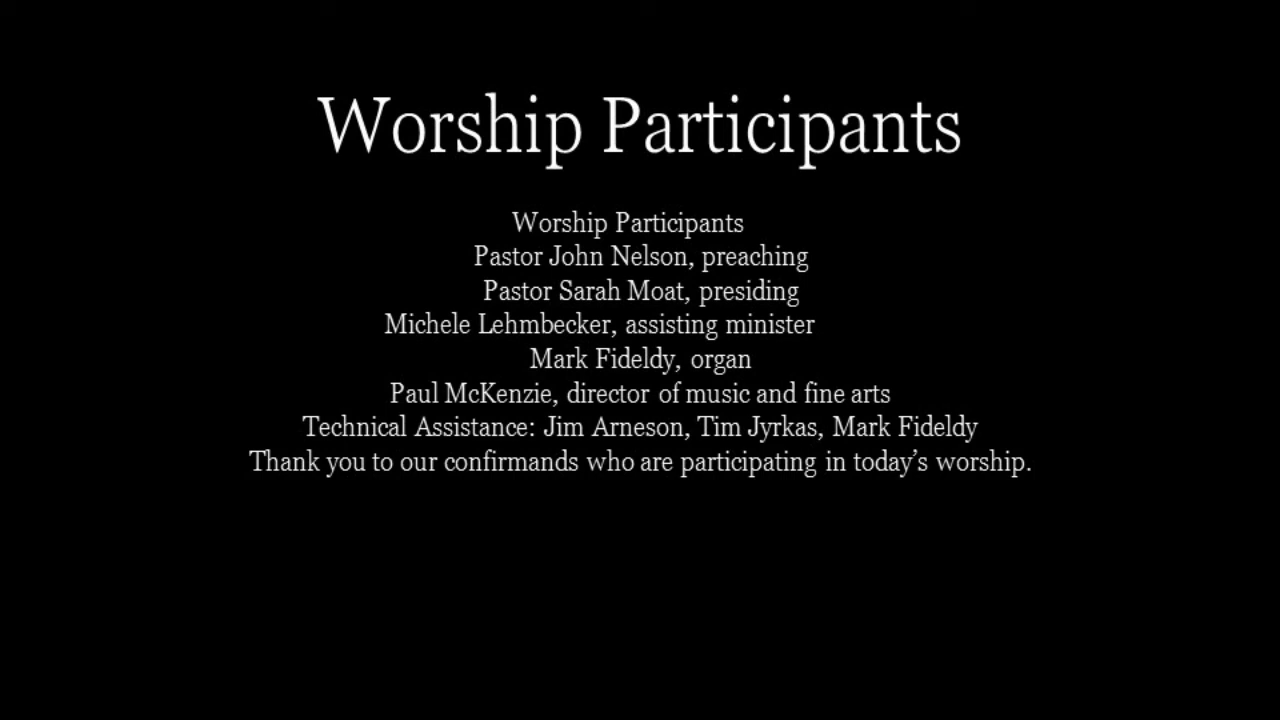 Worship Participants
Worship Participants
Pastor John Nelson, preaching
Pastor Sarah Moat, presiding
Michele Lehmbecker, assisting minister
Mark Fideldy, organ
Paul McKenzie, director of music and fine arts
Technical Assistance: Jim Arneson, Tim Jyrkas, Mark Fideldy
Thank you to our confirmands who are participating in today’s worship.